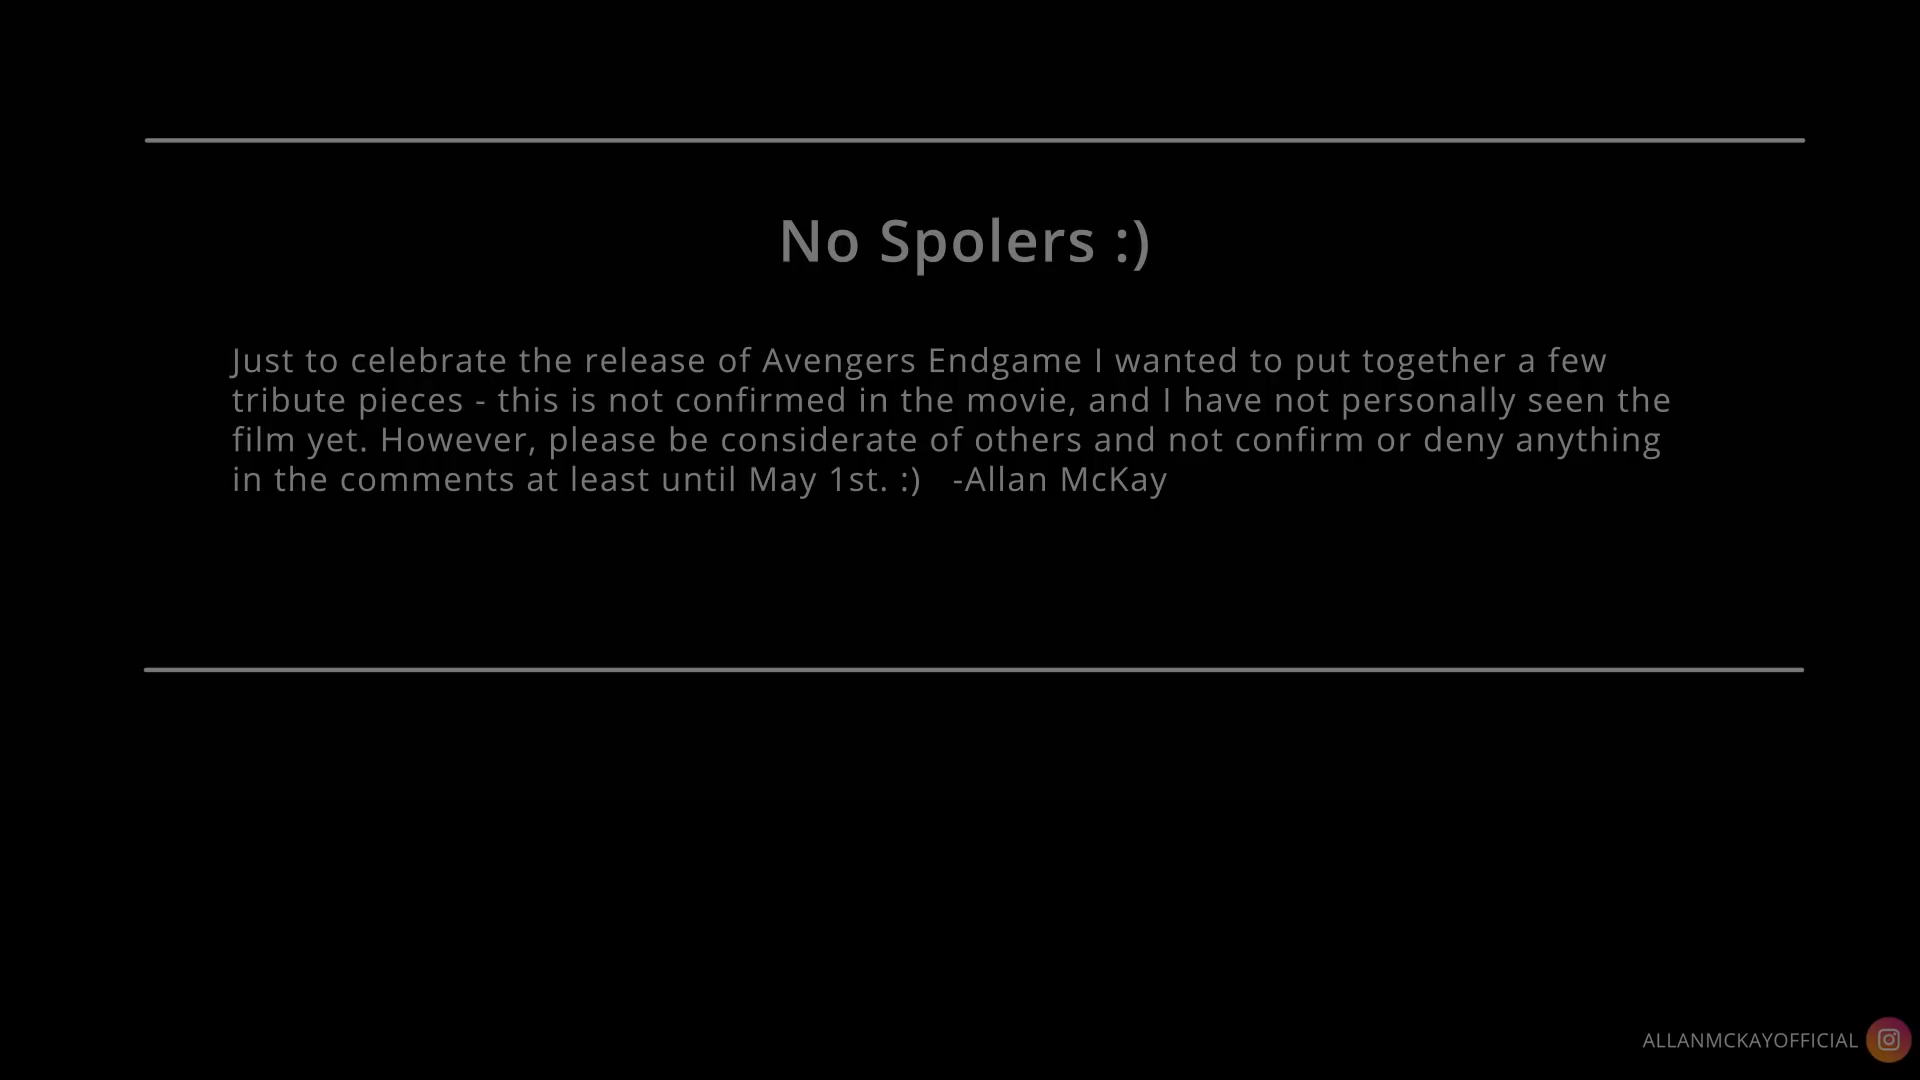 No Spolers :)
Just to celebrate the release of Avengers Endgame I wanted to put together a few
tribute pieces - this is not confirmed in the movie, and I have not personally seen the
film yet. However, please be considerate of others and not confirm or deny anything
in the comments at least until May 1st. :)   -Allan McKay
ALLANMCKAYOFFICIAL